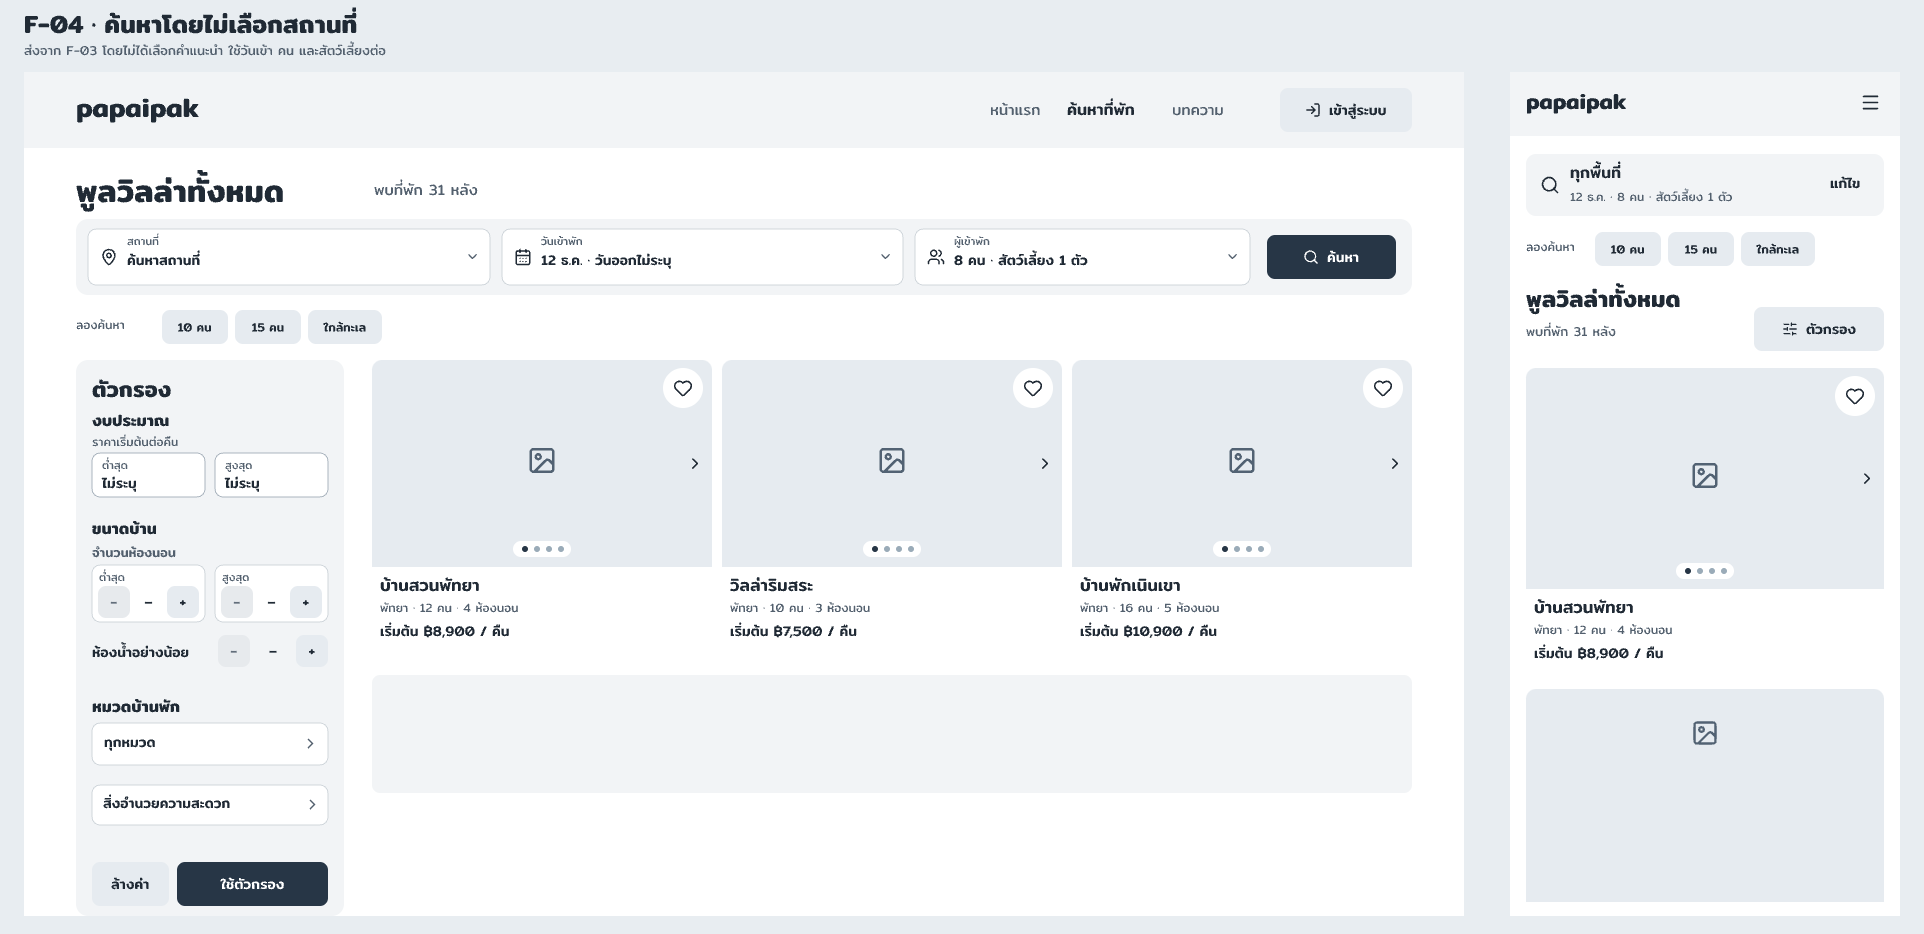 F-04 · ค้นหาโดยไม่เลือกสถานที่
ส่งจาก F-03 โดยไม่ได้เลือกคำแนะนำ ใช้วันเข้า คน และสัตว์เลี้ยงต่อ
papaipak
หน้าแรก
ค้นหาที่พัก
บทความ
เข้าสู่ระบบ
พูลวิลล่าทั้งหมด
พบที่พัก 31 หลัง
สถานที่
ค้นหาสถานที่
วันเข้าพัก
12 ธ.ค. · วันออกไม่ระบุ
ผู้เข้าพัก
8 คน · สัตว์เลี้ยง 1 ตัว
ค้นหา
ลองค้นหา
10 คน
15 คน
ใกล้ทะเล
ตัวกรอง
งบประมาณ
ราคาเริ่มต้นต่อคืน
ต่ำสุด
ไม่ระบุ
สูงสุด
ไม่ระบุ
ขนาดบ้าน
จำนวนห้องนอน
ต่ำสุด
− – +
สูงสุด
− – +
ห้องน้ำอย่างน้อย
− – +
หมวดบ้านพัก
ทุกหมวด
สิ่งอำนวยความสะดวก
ล้างค่า
ใช้ตัวกรอง
บ้านสวนพัทยา
พัทยา · 12 คน · 4 ห้องนอน
เริ่มต้น ฿8,900 / คืน
วิลล่าริมสระ
พัทยา · 10 คน · 3 ห้องนอน
เริ่มต้น ฿7,500 / คืน
บ้านพักเนินเขา
พัทยา · 16 คน · 5 ห้องนอน
เริ่มต้น ฿10,900 / คืน
papaipak
ทุกพื้นที่
12 ธ.ค. · 8 คน · สัตว์เลี้ยง 1 ตัว
แก้ไข
ลองค้นหา
10 คน
15 คน
ใกล้ทะเล
พูลวิลล่าทั้งหมด
พบที่พัก 31 หลัง
ตัวกรอง
บ้านสวนพัทยา
พัทยา · 12 คน · 4 ห้องนอน
เริ่มต้น ฿8,900 / คืน